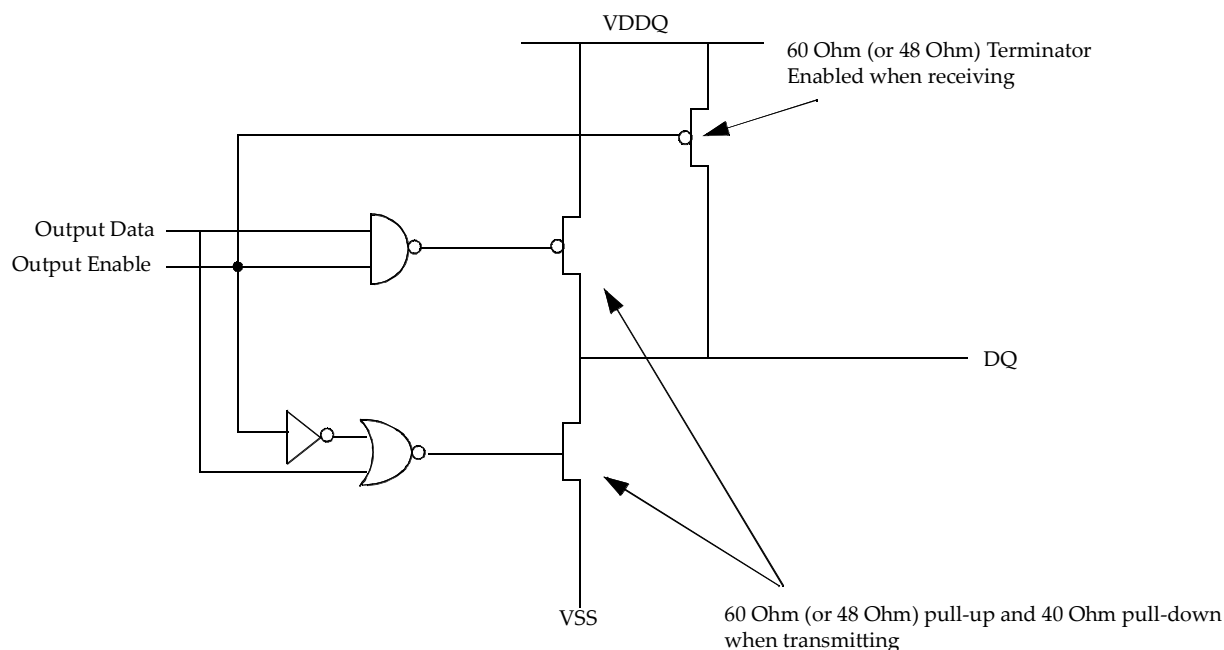 VDDQ
60 Ohm (or 48 Ohm) Terminator
Enabled when receiving
Output Data
Output Enable
DQ
VSS
60 Ohm (or 48 Ohm) pull-up and 40 Ohm pull-down
when transmitting